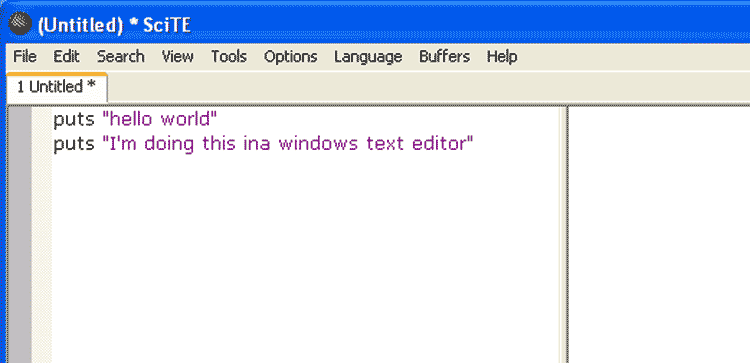 (Untitled) * SciTE
File Edit Search View Tools Options Language Buffers Help
1 Untitled *
puts "hello world"
puts "I'm doing this ina windows text editor"